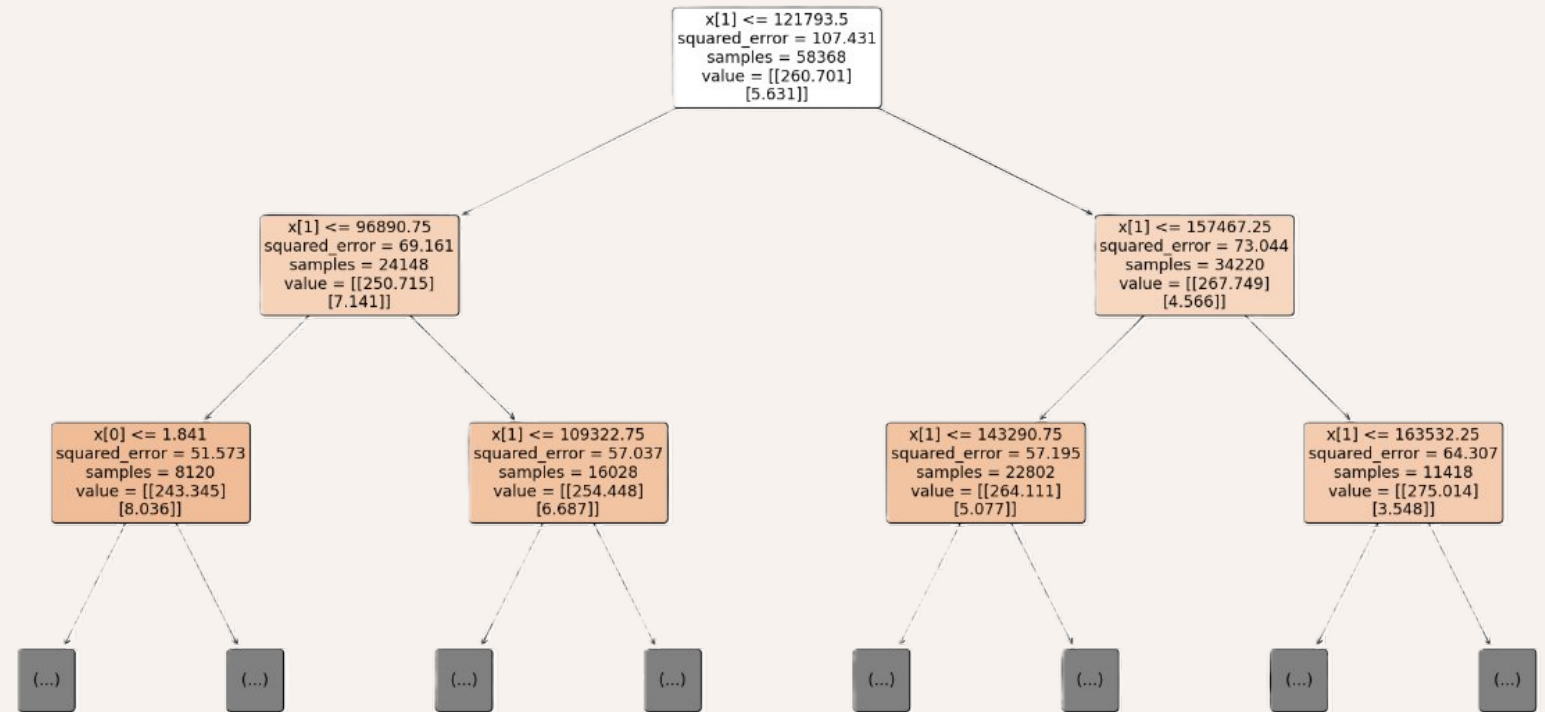 x[1] <= 121793.5
squared_error = 107.431
samples = 58368
value = [[260.701]
[5.631]]
x[1] <= 96890.75
squared_error = 69.161
samples = 24148
value = [[250.715]
[7.141]]
x[1] <= 157467.25
squared_error = 73.044
samples = 34220
value = [[267.749]
[4.566]]
x[0] <= 1.841
squared_error = 51.573
samples = 8120
value = [[243.345]
[8.036]]
x[1] <= 109322.75
squared_error = 57.037
samples = 16028
value = [[254.448]
[6.687]]
x[1] <= 143290.75
squared_error = 57.195
samples = 22802
value = [[264.111]
[5.077]]
x[1] <= 163532.25
squared_error = 64.307
samples = 11418
value = [[275.014]
[3.548]]
(...)
(...)
(...)
(...)
(...)
(...)
(...)
(...)